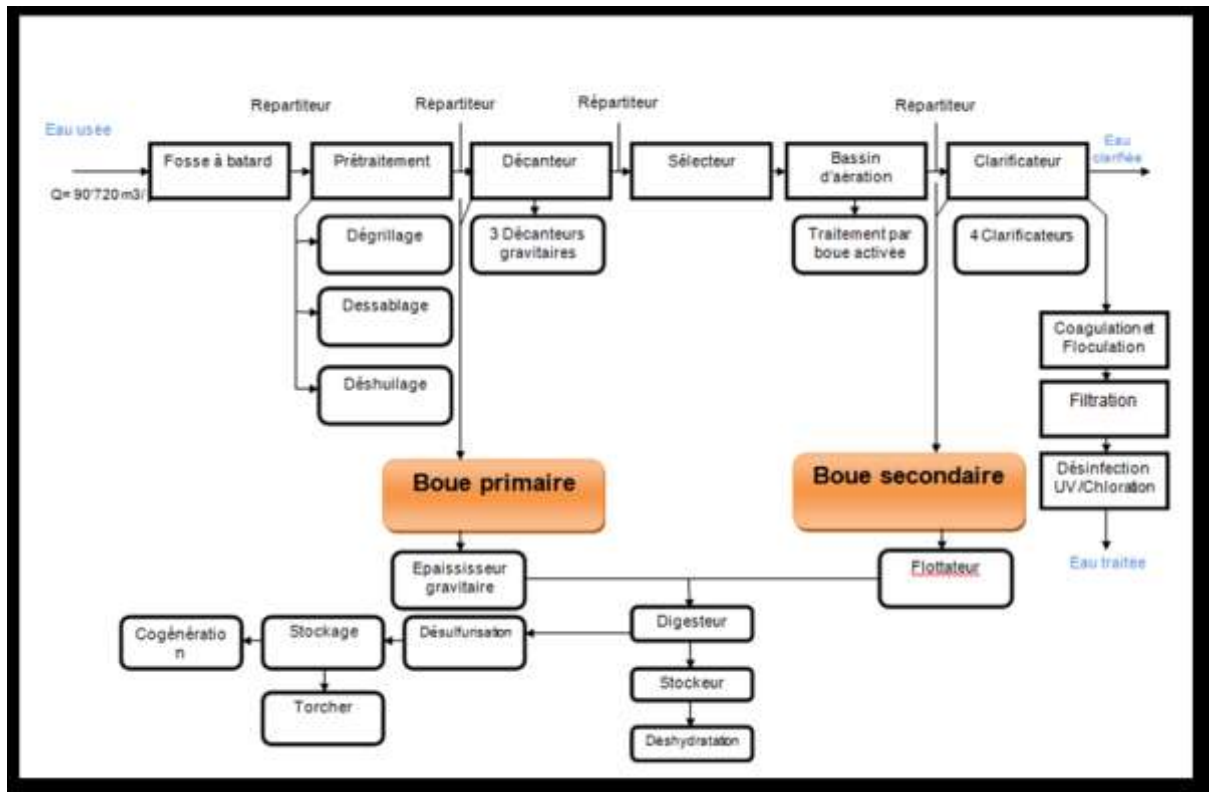 Répartiteur
Répartiteur
Répartiteur
Répartiteur
Eau usée
Q= 90'720 m3/
Fosse à batard
Prétraitement
Décanteur
Sélecteur
Bassin
d'aération
Clarificateur
Eau
clarifiée
Dégrillage
3 Décanteurs
gravitaires
Traitement par
boue activée
4 Clarificateurs
Dessablage
Déshuilage
Coagulation et
Floculation
Filtration
Désinfection
UV/Chloration
Eau traitée
Boue primaire
Boue secondaire
Epaississeur
gravitaire
Flottateur
Digesteur
Désulfurisation
Stockage
Cogénératio
n
Torcher
Stockeur
Déshydratation